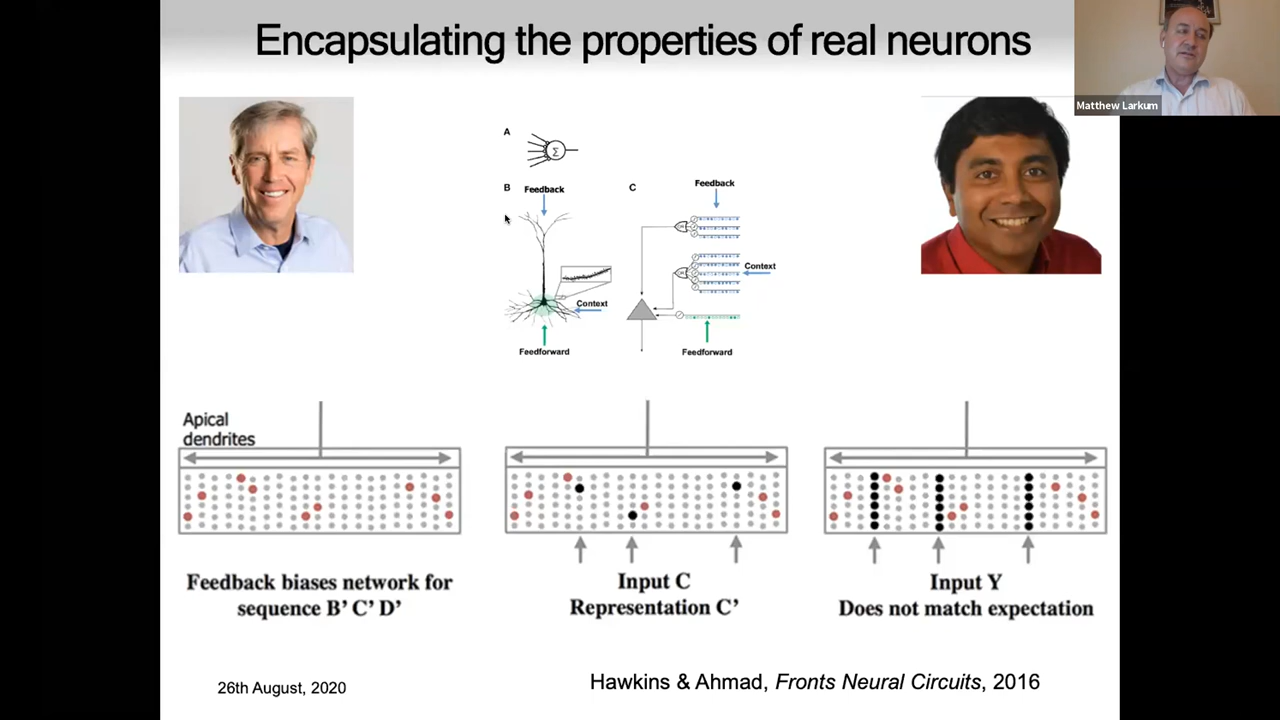 Encapsulating the properties of real neurons
Matthew Larkum
A
Σ
B
Feedback
C
Feedback
Context
Context
Feedforward
Feedforward
Apical
dendrites
Feedback biases network for
sequence B’ C’ D’
Input C
Representation C’
Input Y
Does not match expectation
26th August, 2020
Hawkins & Ahmad, Fronts Neural Circuits, 2016